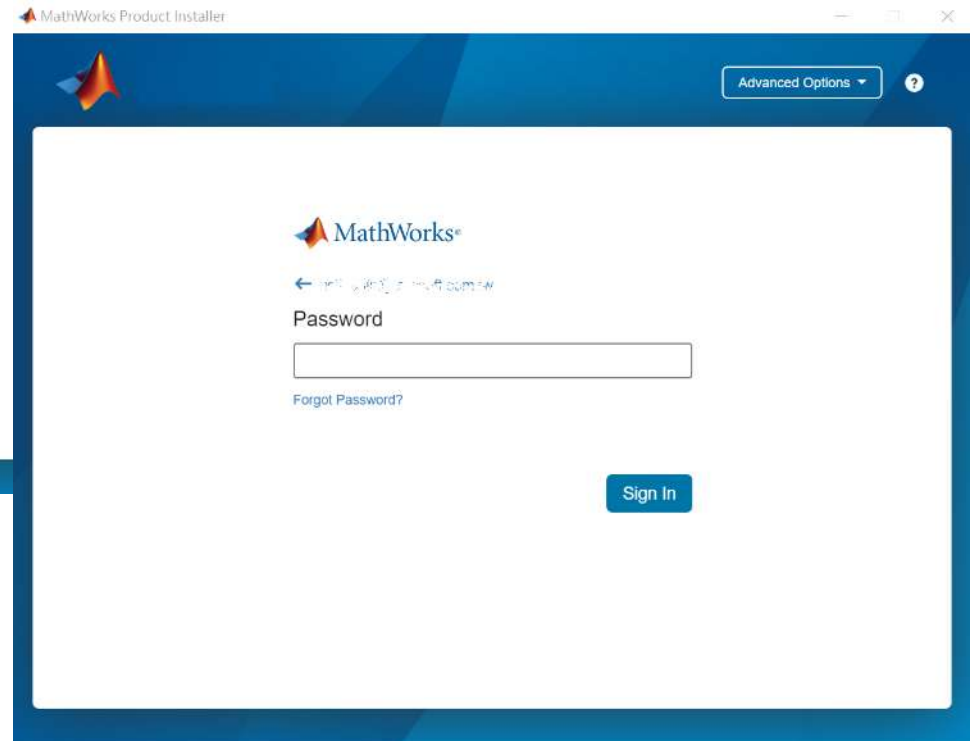 MathWorks Product Installer
Advanced Options
?
MathWorks®
Password
Forgot Password?
Sign In